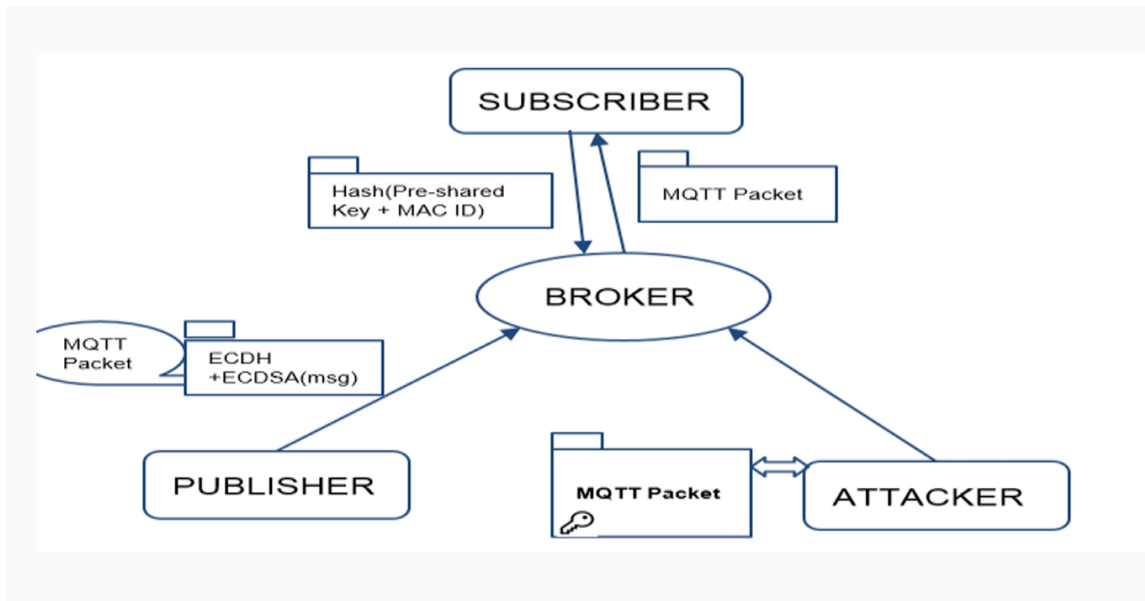 SUBSCRIBER
Hash(Pre-shared
Key + MAC ID)
MQTT Packet
BROKER
MQTT
Packet
ECDH
+ECDSA(msg)
PUBLISHER
MQTT Packet
ATTACKER